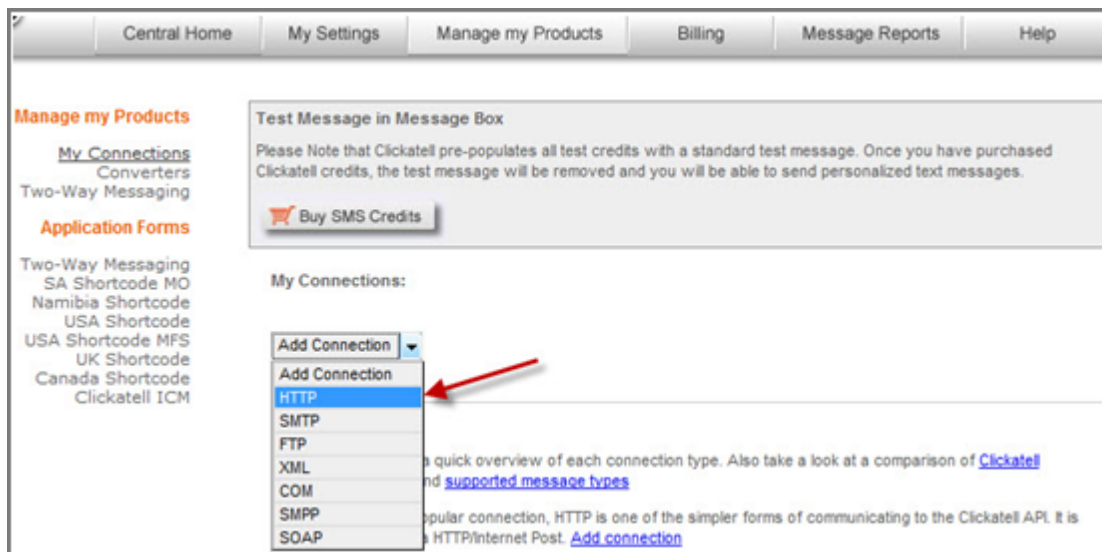 Central Home My Settings Manage my Products Billing Message Reports Help
Manage my Products
My Connections
Converters
Two-Way Messaging
Application Forms
Two-Way Messaging
SA Shortcode MO
Namibia Shortcode
USA Shortcode
USA Shortcode MFS
UK Shortcode
Canada Shortcode
Clickatell ICM
Test Message in Message Box
Please Note that Clickatell pre-populates all test credits with a standard test message. Once you have purchased
Clickatell credits, the test message will be removed and you will be able to send personalized text messages.
Buy SMS Credits
My Connections:
Add Connection
Add Connection
HTTP
SMTP
FTP
XML
COM
SMPP
SOAP
a quick overview of each connection type. Also take a look at a comparison of Clickatell
nd supported message types
opular connection, HTTP is one of the simpler forms of communicating to the Clickatell API. It is
a HTTP/Internet Post. Add connection